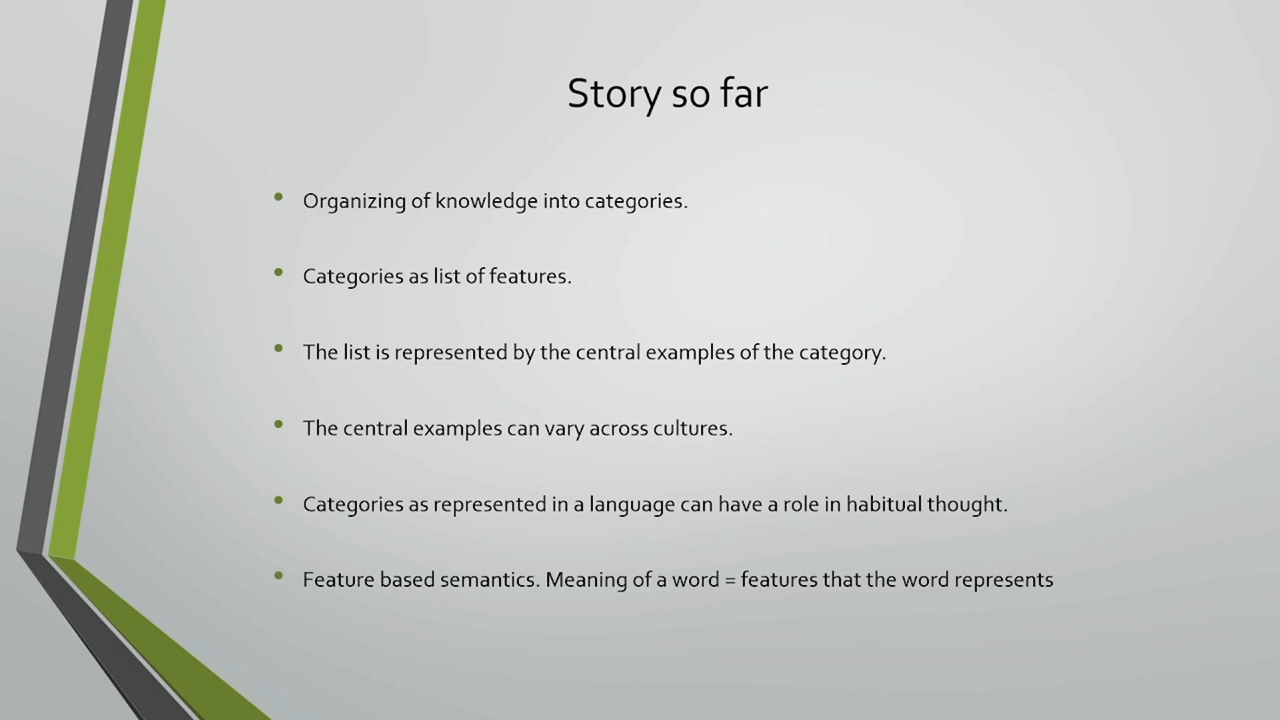 Story so far
• Organizing of knowledge into categories.
• Categories as list of features.
• The list is represented by the central examples of the category.
• The central examples can vary across cultures.
• Categories as represented in a language can have a role in habitual thought.
• Feature based semantics. Meaning of a word = features that the word represents